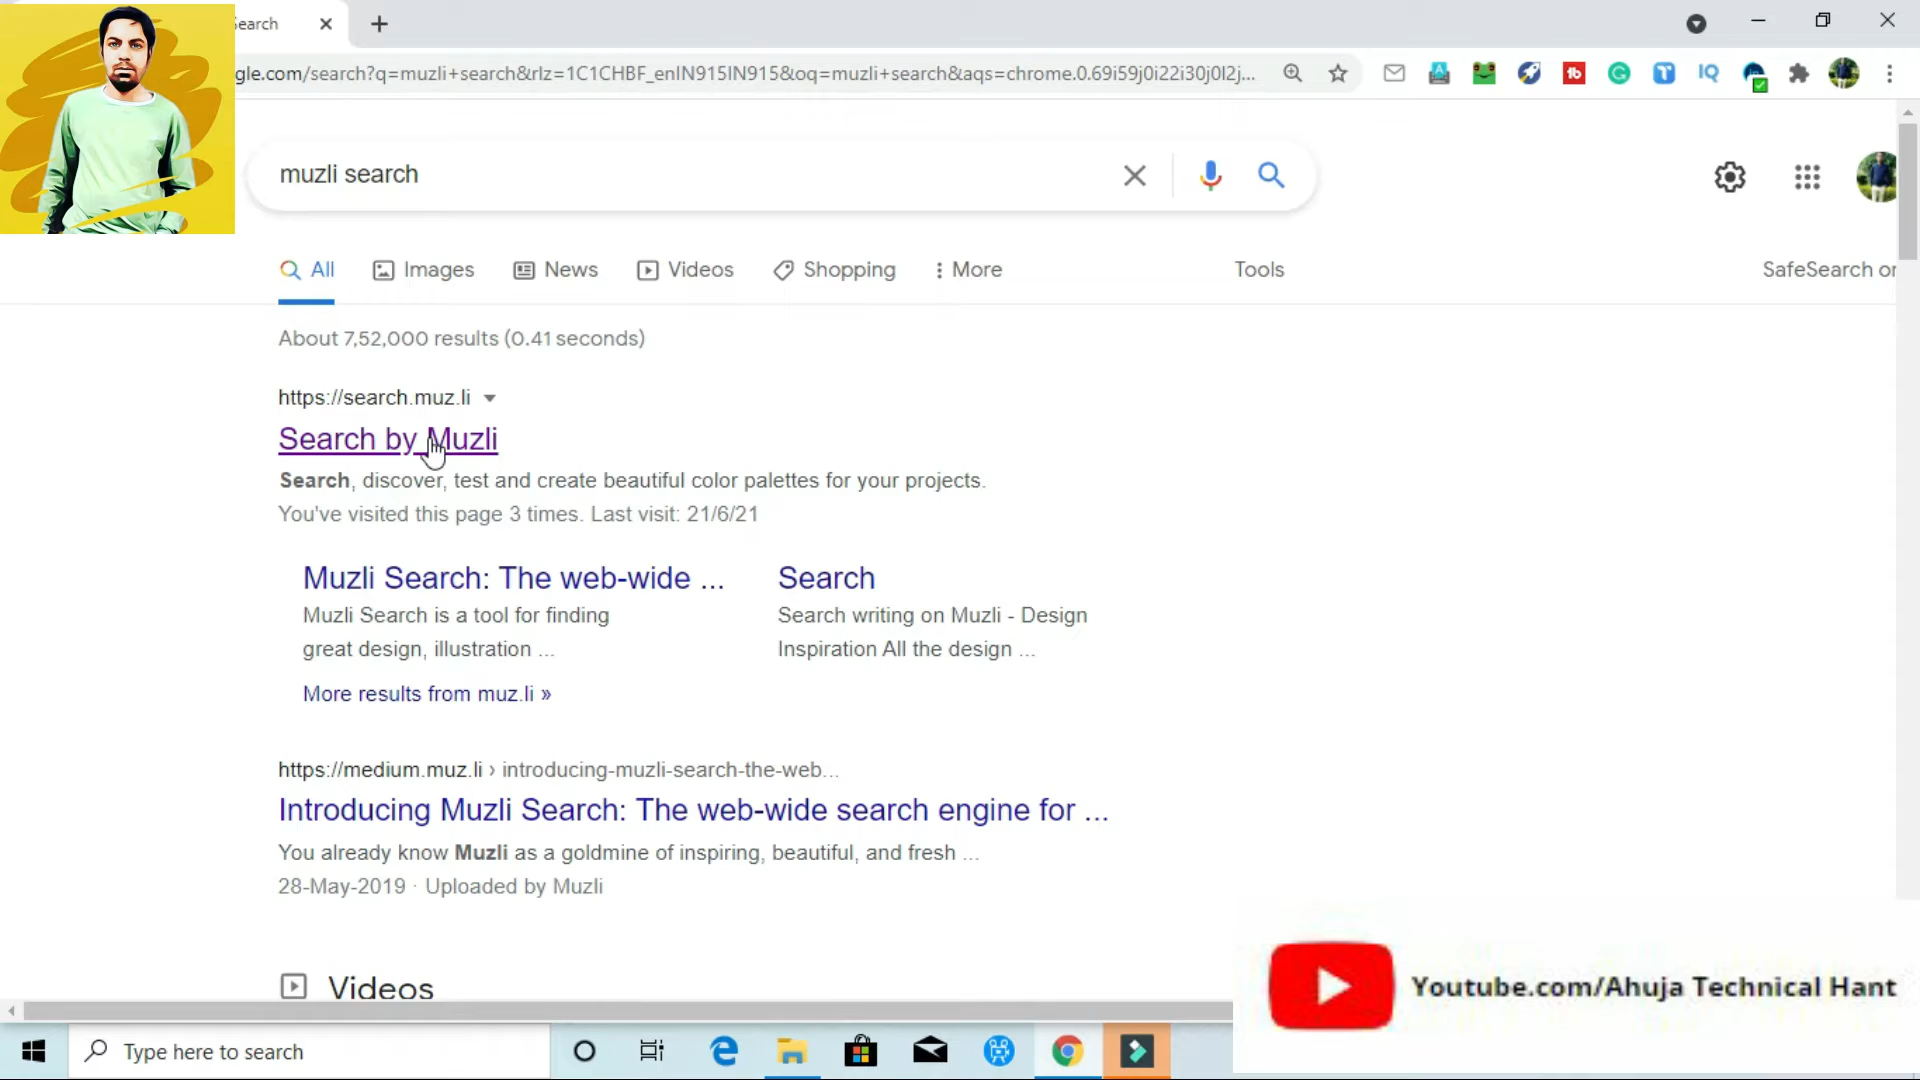 Search
gle.com/search?q=muzli+search&rlz=1C1CHBF_enIN915IN915&oq=muzli+search&aqs=chrome.0.69i59j0i22i30j0l2j...
muzli search
All Images News Videos Shopping More Tools SafeSearch on
About 7,52,000 results (0.41 seconds)
https://search.muz.li
Search by Muzli
Search, discover, test and create beautiful color palettes for your projects.
You've visited this page 3 times. Last visit: 21/6/21
Muzli Search: The web-wide ...
Muzli Search is a tool for finding
great design, illustration ...
Search
Search writing on Muzli - Design
Inspiration All the design ...
More results from muz.li »
https://medium.muz.li › introducing-muzli-search-the-web...
Introducing Muzli Search: The web-wide search engine for ...
You already know Muzli as a goldmine of inspiring, beautiful, and fresh ...
28-May-2019 · Uploaded by Muzli
Videos
Youtube.com/Ahuja Technical Hant
Type here to search